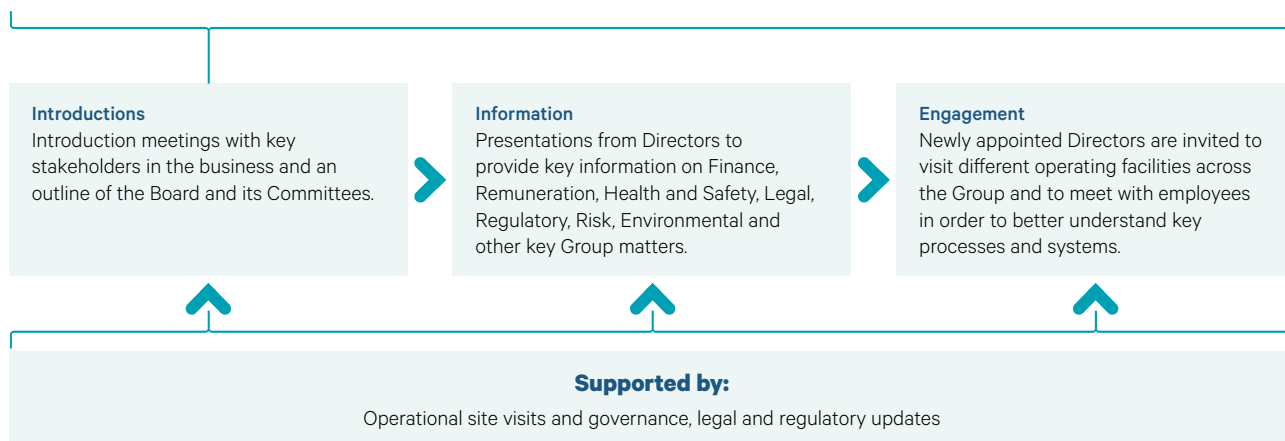 Introductions
Introduction meetings with key
stakeholders in the business and an
outline of the Board and its Committees.
Information
Presentations from Directors to
provide key information on Finance,
Remuneration, Health and Safety, Legal,
Regulatory, Risk, Environmental and
other key Group matters.
Engagement
Newly appointed Directors are invited to
visit different operating facilities across
the Group and to meet with employees
in order to better understand key
processes and systems.
Supported by:
Operational site visits and governance, legal and regulatory updates